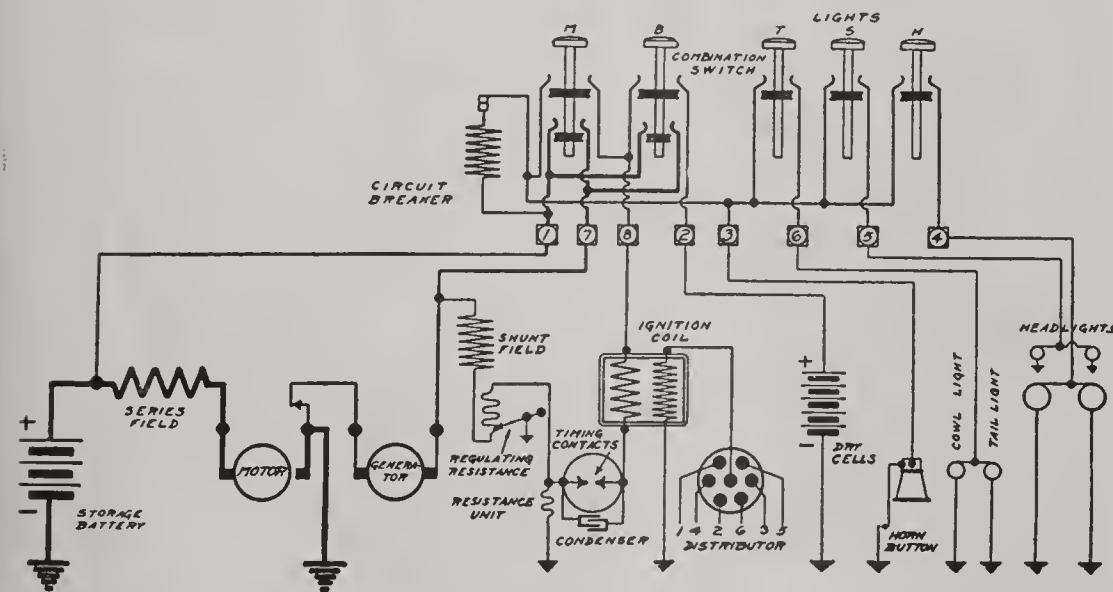 LIGHTS
M
B
T
S
H
COMBINATION
SWITCH
CIRCUIT
BREAKER
1
7
8
2
3
6
5
4
SHUNT
FIELD
IGNITION
COIL
HEADLIGHTS
+
SERIES
FIELD
MOTOR
GENERA-
TOR
REGULATING
RESISTANCE
TIMING
CONTACTS
RESISTANCE
UNIT
CONDENSER
-
STORAGE
BATTERY
1 4 2 6 3 5
DISTRIBUTOR
+
-
DRY
CELLS
HORN
BUTTON
COWL LIGHT
TAIL LIGHT